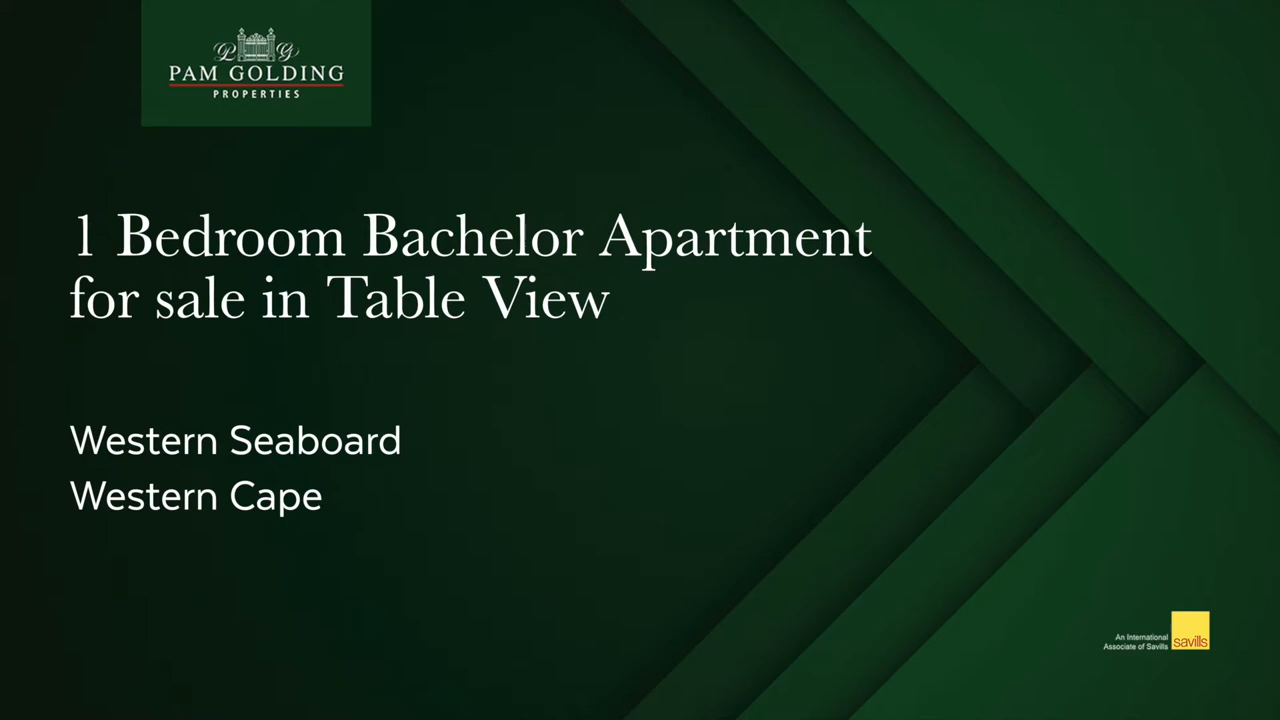 PG
PAM GOLDING
PROPERTIES
1 Bedroom Bachelor Apartment
for sale in Table View
Western Seaboard
Western Cape
An International
Associate of Savills
savills